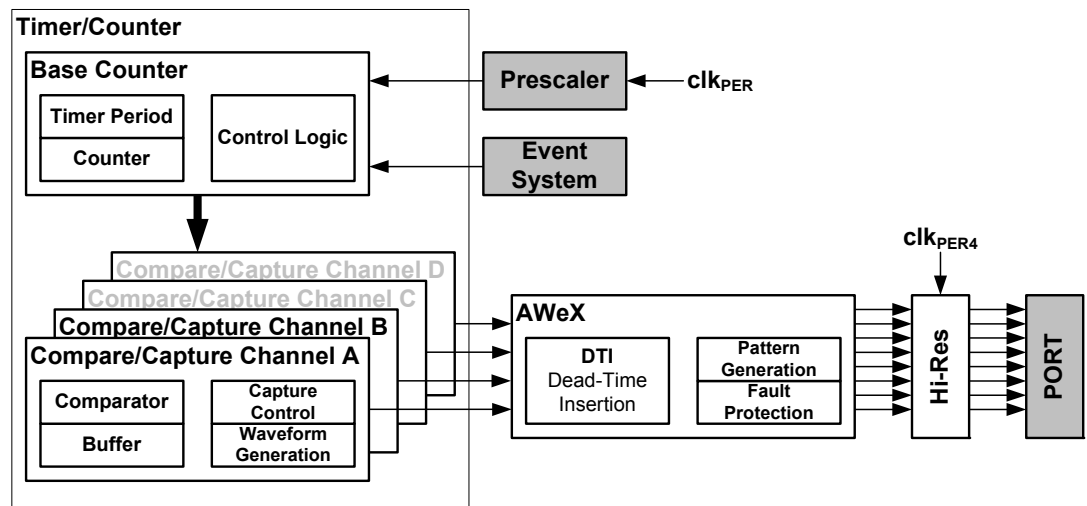 Timer/Counter
Base Counter
Timer Period
Counter
Control Logic
Prescaler
clkPER
Event
System
Compare/Capture Channel D
Compare/Capture Channel C
Compare/Capture Channel B
Compare/Capture Channel A
Comparator
Buffer
Capture
Control
Waveform
Generation
AWeX
DTI
Dead-Time
Insertion
Pattern
Generation
Fault
Protection
clkPER4
Hi-Res
PORT